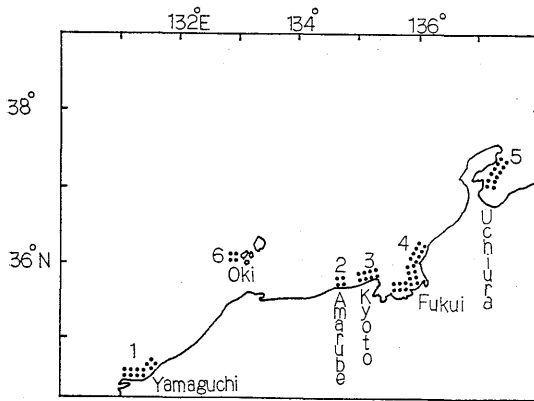 132°E 134° 136°
38°
5
Uchiura
4
36°N
6
Oki
2 3
Amarube
Kyoto
Fukui
1
Yamaguchi